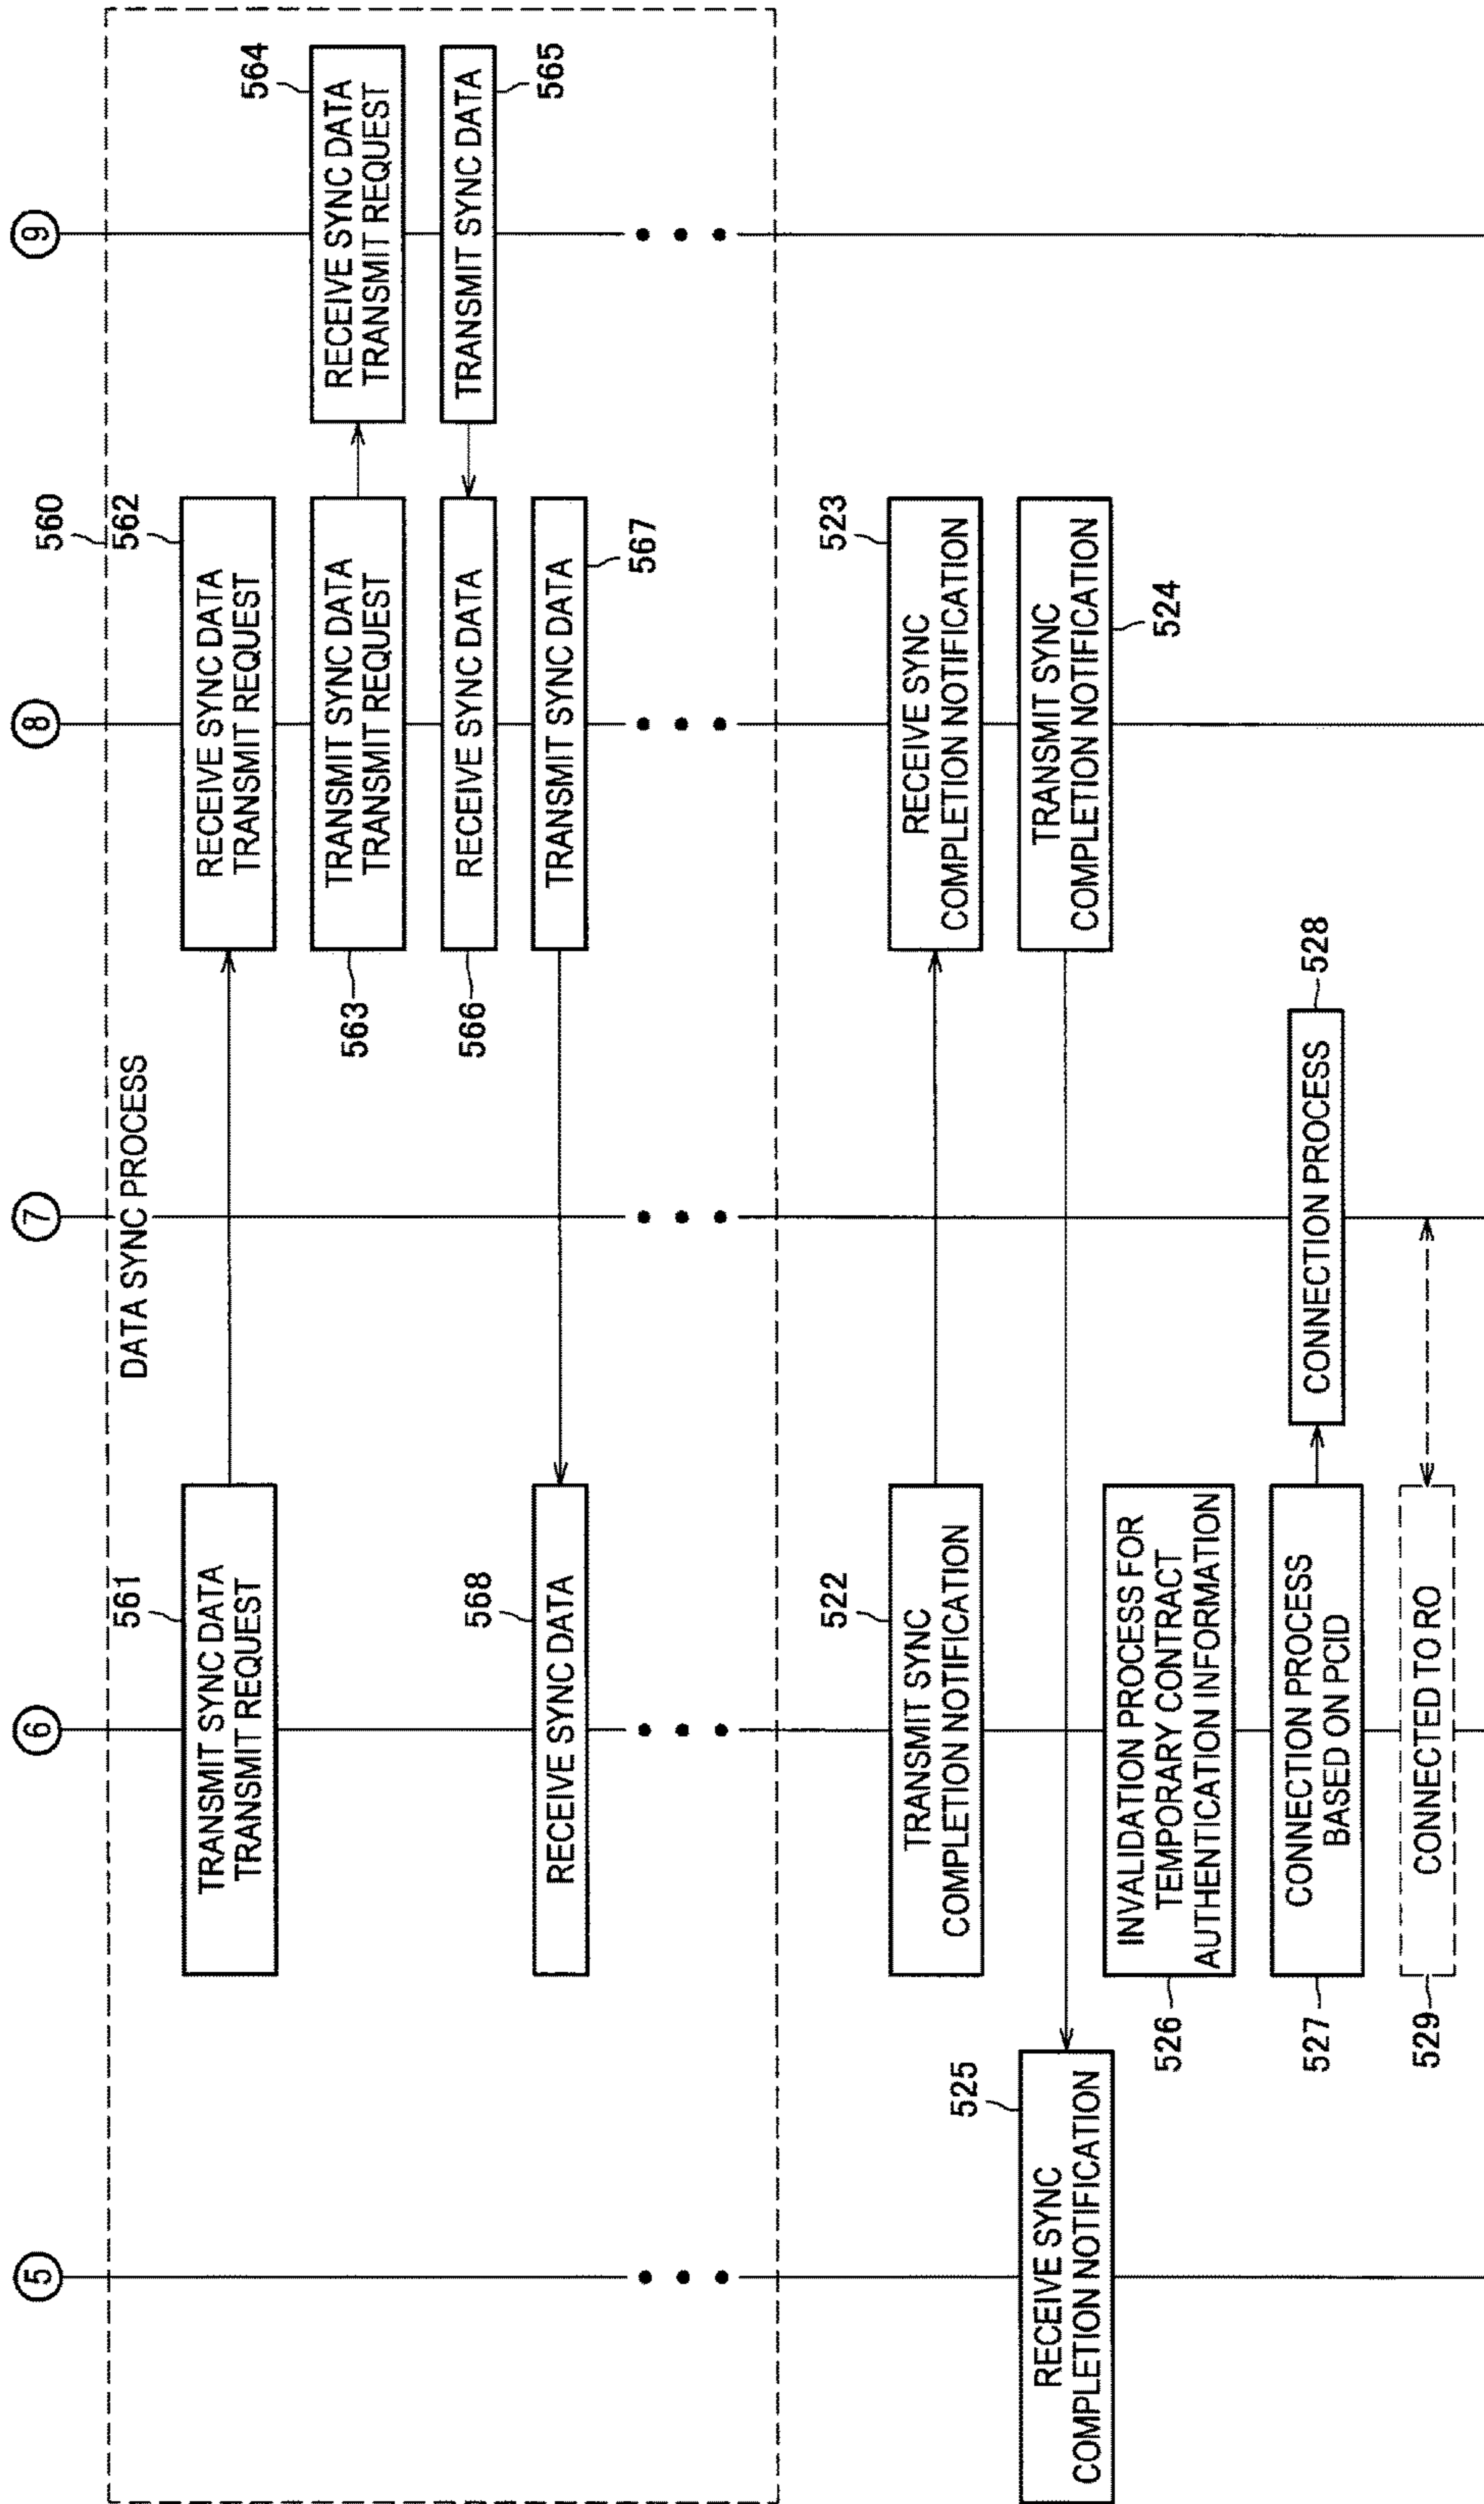 5
6
7
8
9
560
DATA SYNC PROCESS
561
TRANSMIT SYNC DATA
TRANSMIT REQUEST
562
RECEIVE SYNC DATA
TRANSMIT REQUEST
563
TRANSMIT SYNC DATA
TRANSMIT REQUEST
564
RECEIVE SYNC DATA
TRANSMIT REQUEST
565
TRANSMIT SYNC DATA
566
RECEIVE SYNC DATA
567
TRANSMIT SYNC DATA
568
RECEIVE SYNC DATA
522
TRANSMIT SYNC
COMPLETION NOTIFICATION
523
RECEIVE SYNC
COMPLETION NOTIFICATION
524
TRANSMIT SYNC
COMPLETION NOTIFICATION
525
RECEIVE SYNC
COMPLETION NOTIFICATION
526
INVALIDATION PROCESS FOR
TEMPORARY CONTRACT
AUTHENTICATION INFORMATION
527
CONNECTION PROCESS
BASED ON PCID
528
CONNECTION PROCESS
529
CONNECTED TO RO